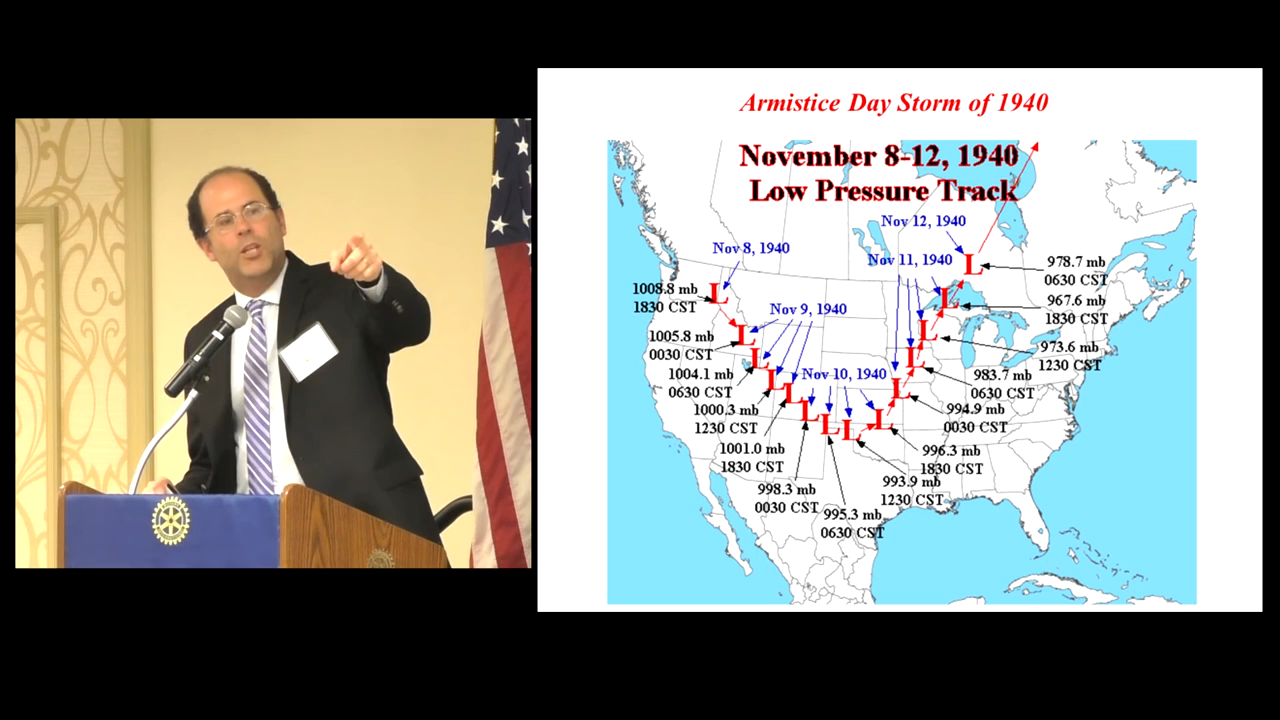 Armistice Day Storm of 1940
November 8-12, 1940
Low Pressure Track
Nov 12, 1940
Nov 8, 1940
Nov 11, 1940
L
978.7 mb
0630 CST
1008.8 mb
1830 CST
L
L
967.6 mb
1830 CST
Nov 9, 1940
1005.8 mb
0030 CST
L
L
973.6 mb
1230 CST
1004.1 mb
0630 CST
L
L
983.7 mb
0630 CST
Nov 10, 1940
L
L
L
1000.3 mb
1230 CST
994.9 mb
0030 CST
L
L
L
L
1001.0 mb
1830 CST
996.3 mb
1830 CST
998.3 mb
0030 CST
993.9 mb
1230 CST
995.3 mb
0630 CST